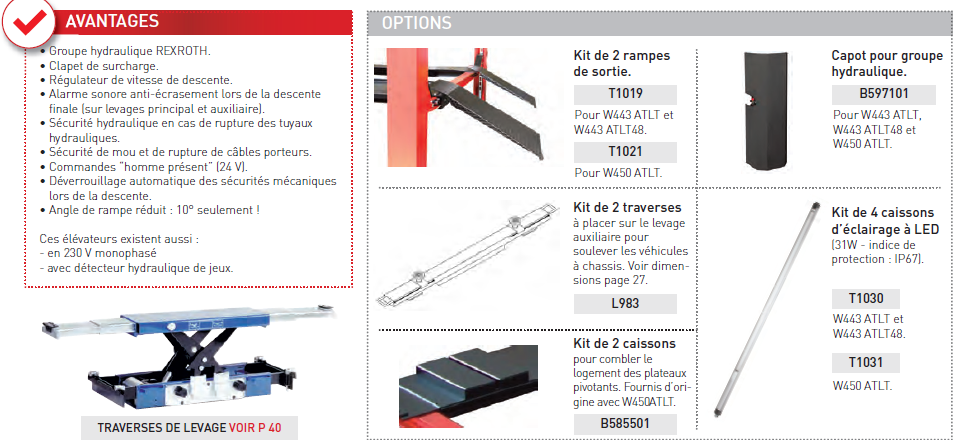 AVANTAGES
• Groupe hydraulique REXROTH.
• Clapet de surcharge.
• Régulateur de vitesse de descente.
• Alarme sonore anti-écrasement lors de la descente
finale (sur levages principal et auxiliaire).
• Sécurité hydraulique en cas de rupture des tuyaux
hydrauliques.
• Sécurité de mou et de rupture de câbles porteurs.
• Commandes "homme présent" (24 V).
• Déverrouillage automatique des sécurités mécaniques
lors de la descente.
• Angle de rampe réduit : 10° seulement !
Ces élévateurs existent aussi :
- en 230 V monophasé
- avec détecteur hydraulique de jeux.
TRAVERSES DE LEVAGE VOIR P 40
OPTIONS
Kit de 2 rampes
de sortie.
T1019
Pour W443 ATLT et
W443 ATLT48.
T1021
Pour W450 ATLT.
Capot pour groupe
hydraulique.
B597101
Pour W443 ATLT,
W443 ATLT48 et
W450 ATLT.
Kit de 2 traverses
à placer sur le levage
auxiliaire pour
soulever les véhicules
à chassis. Voir dimen-
sions page 27.
L983
Kit de 4 caissons
d'éclairage à LED
(31W - indice de
protection : IP67).
T1030
W443 ATLT et
W443 ATLT48.
T1031
W450 ATLT.
Kit de 2 caissons
pour combler le
logement des plateaux
pivotants. Fournis d'ori-
gine avec W450ATLT.
B585501